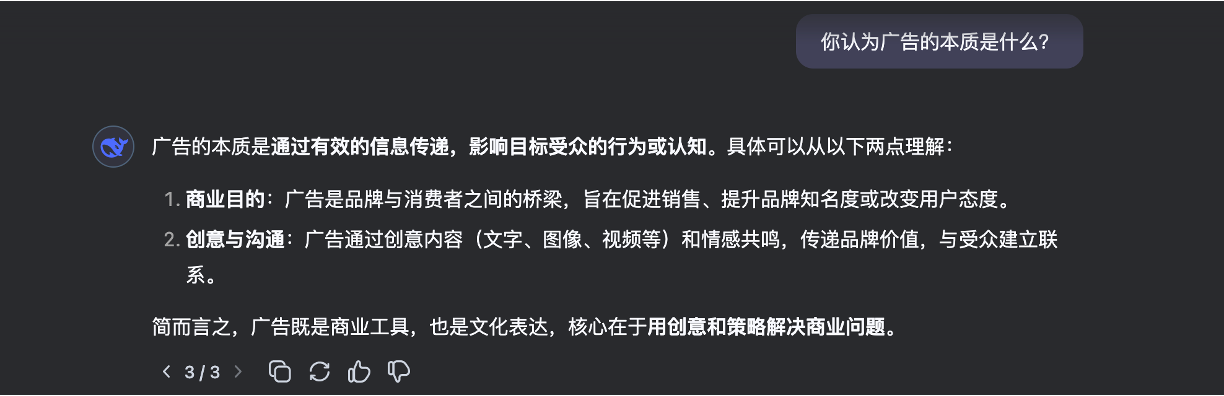 你认为广告的本质是什么？
广告的本质是通过有效的信息传递，影响目标受众的行为或认知。具体可以从以下两点理解：
1. 商业目的：广告是品牌与消费者之间的桥梁，旨在促进销售、提升品牌知名度或改变用户态度。
2. 创意与沟通：广告通过创意内容（文字、图像、视频等）和情感共鸣，传递品牌价值，与受众建立联
系。
简而言之，广告既是商业工具，也是文化表达，核心在于用创意和策略解决商业问题。
3 / 3